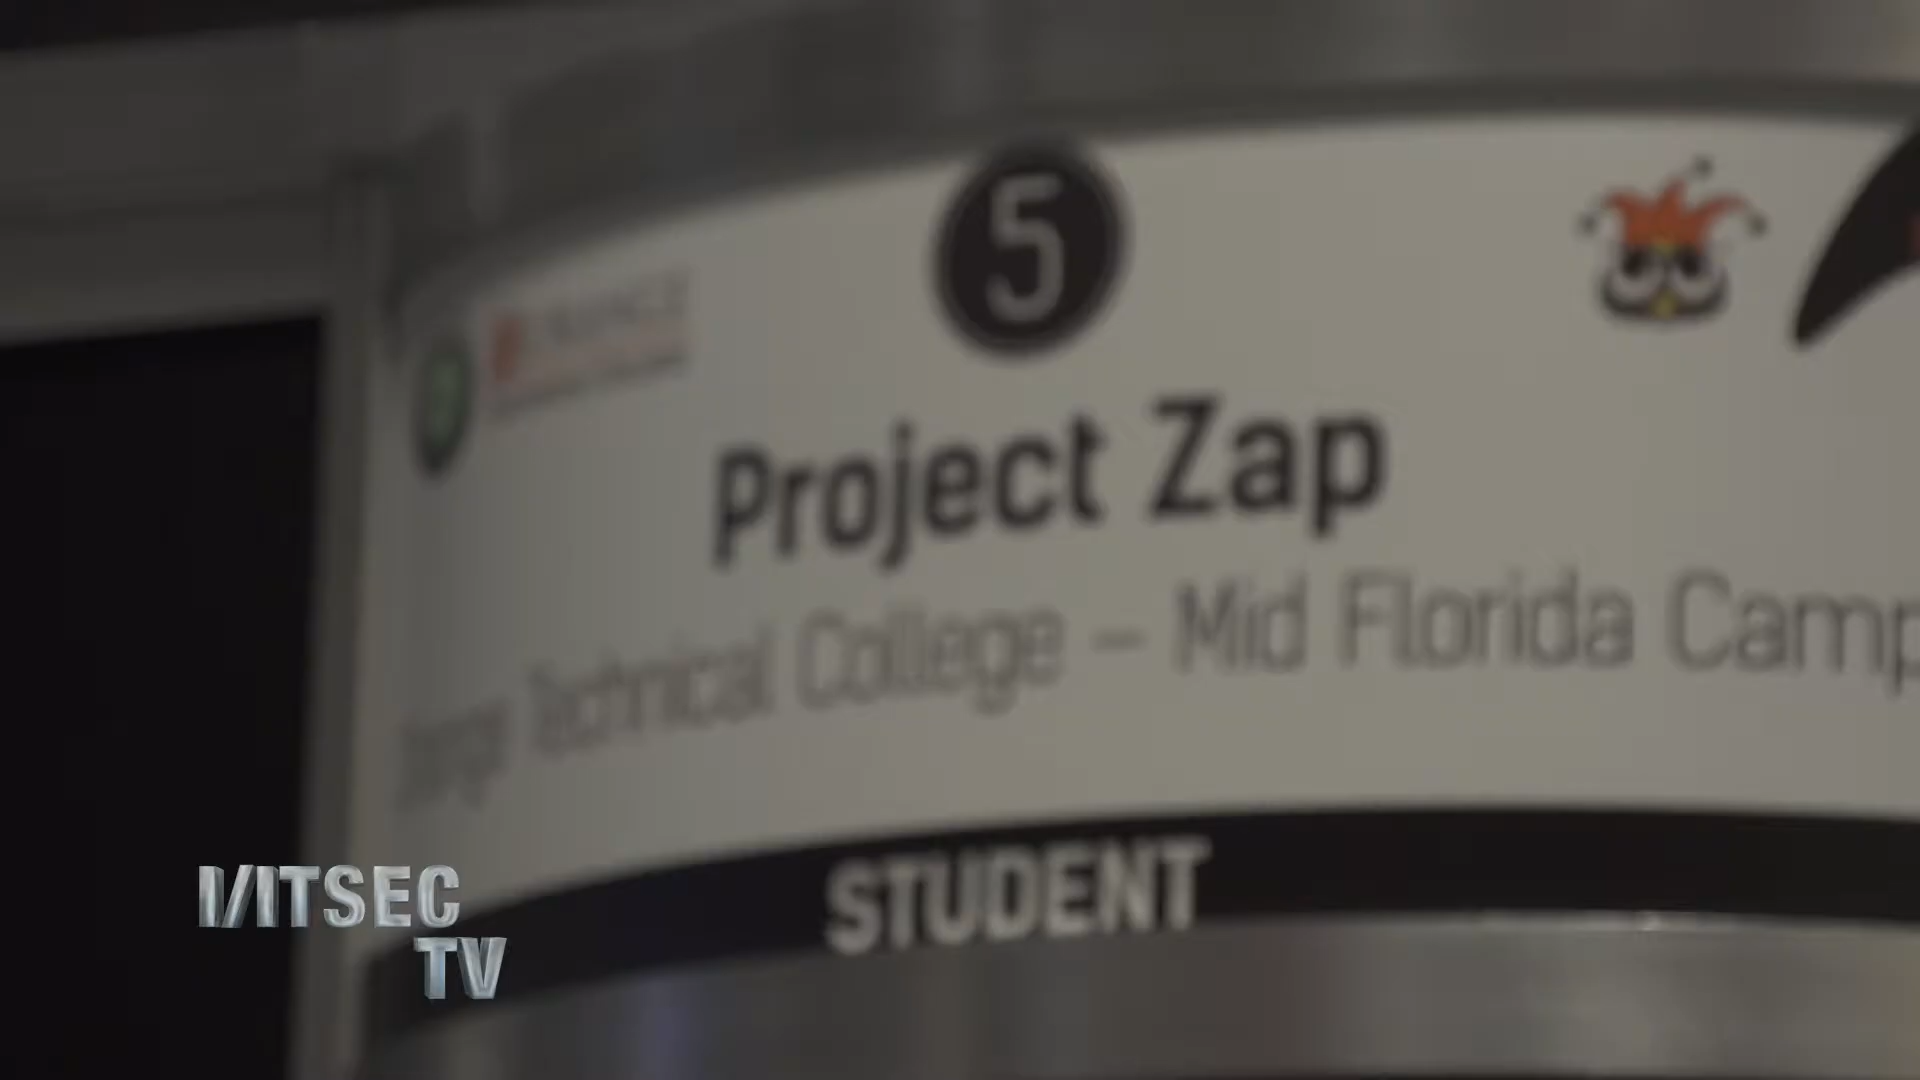 5
Project Zap
Technical College – Mid Florida Camp
STUDENT
I/ITSEC
TV